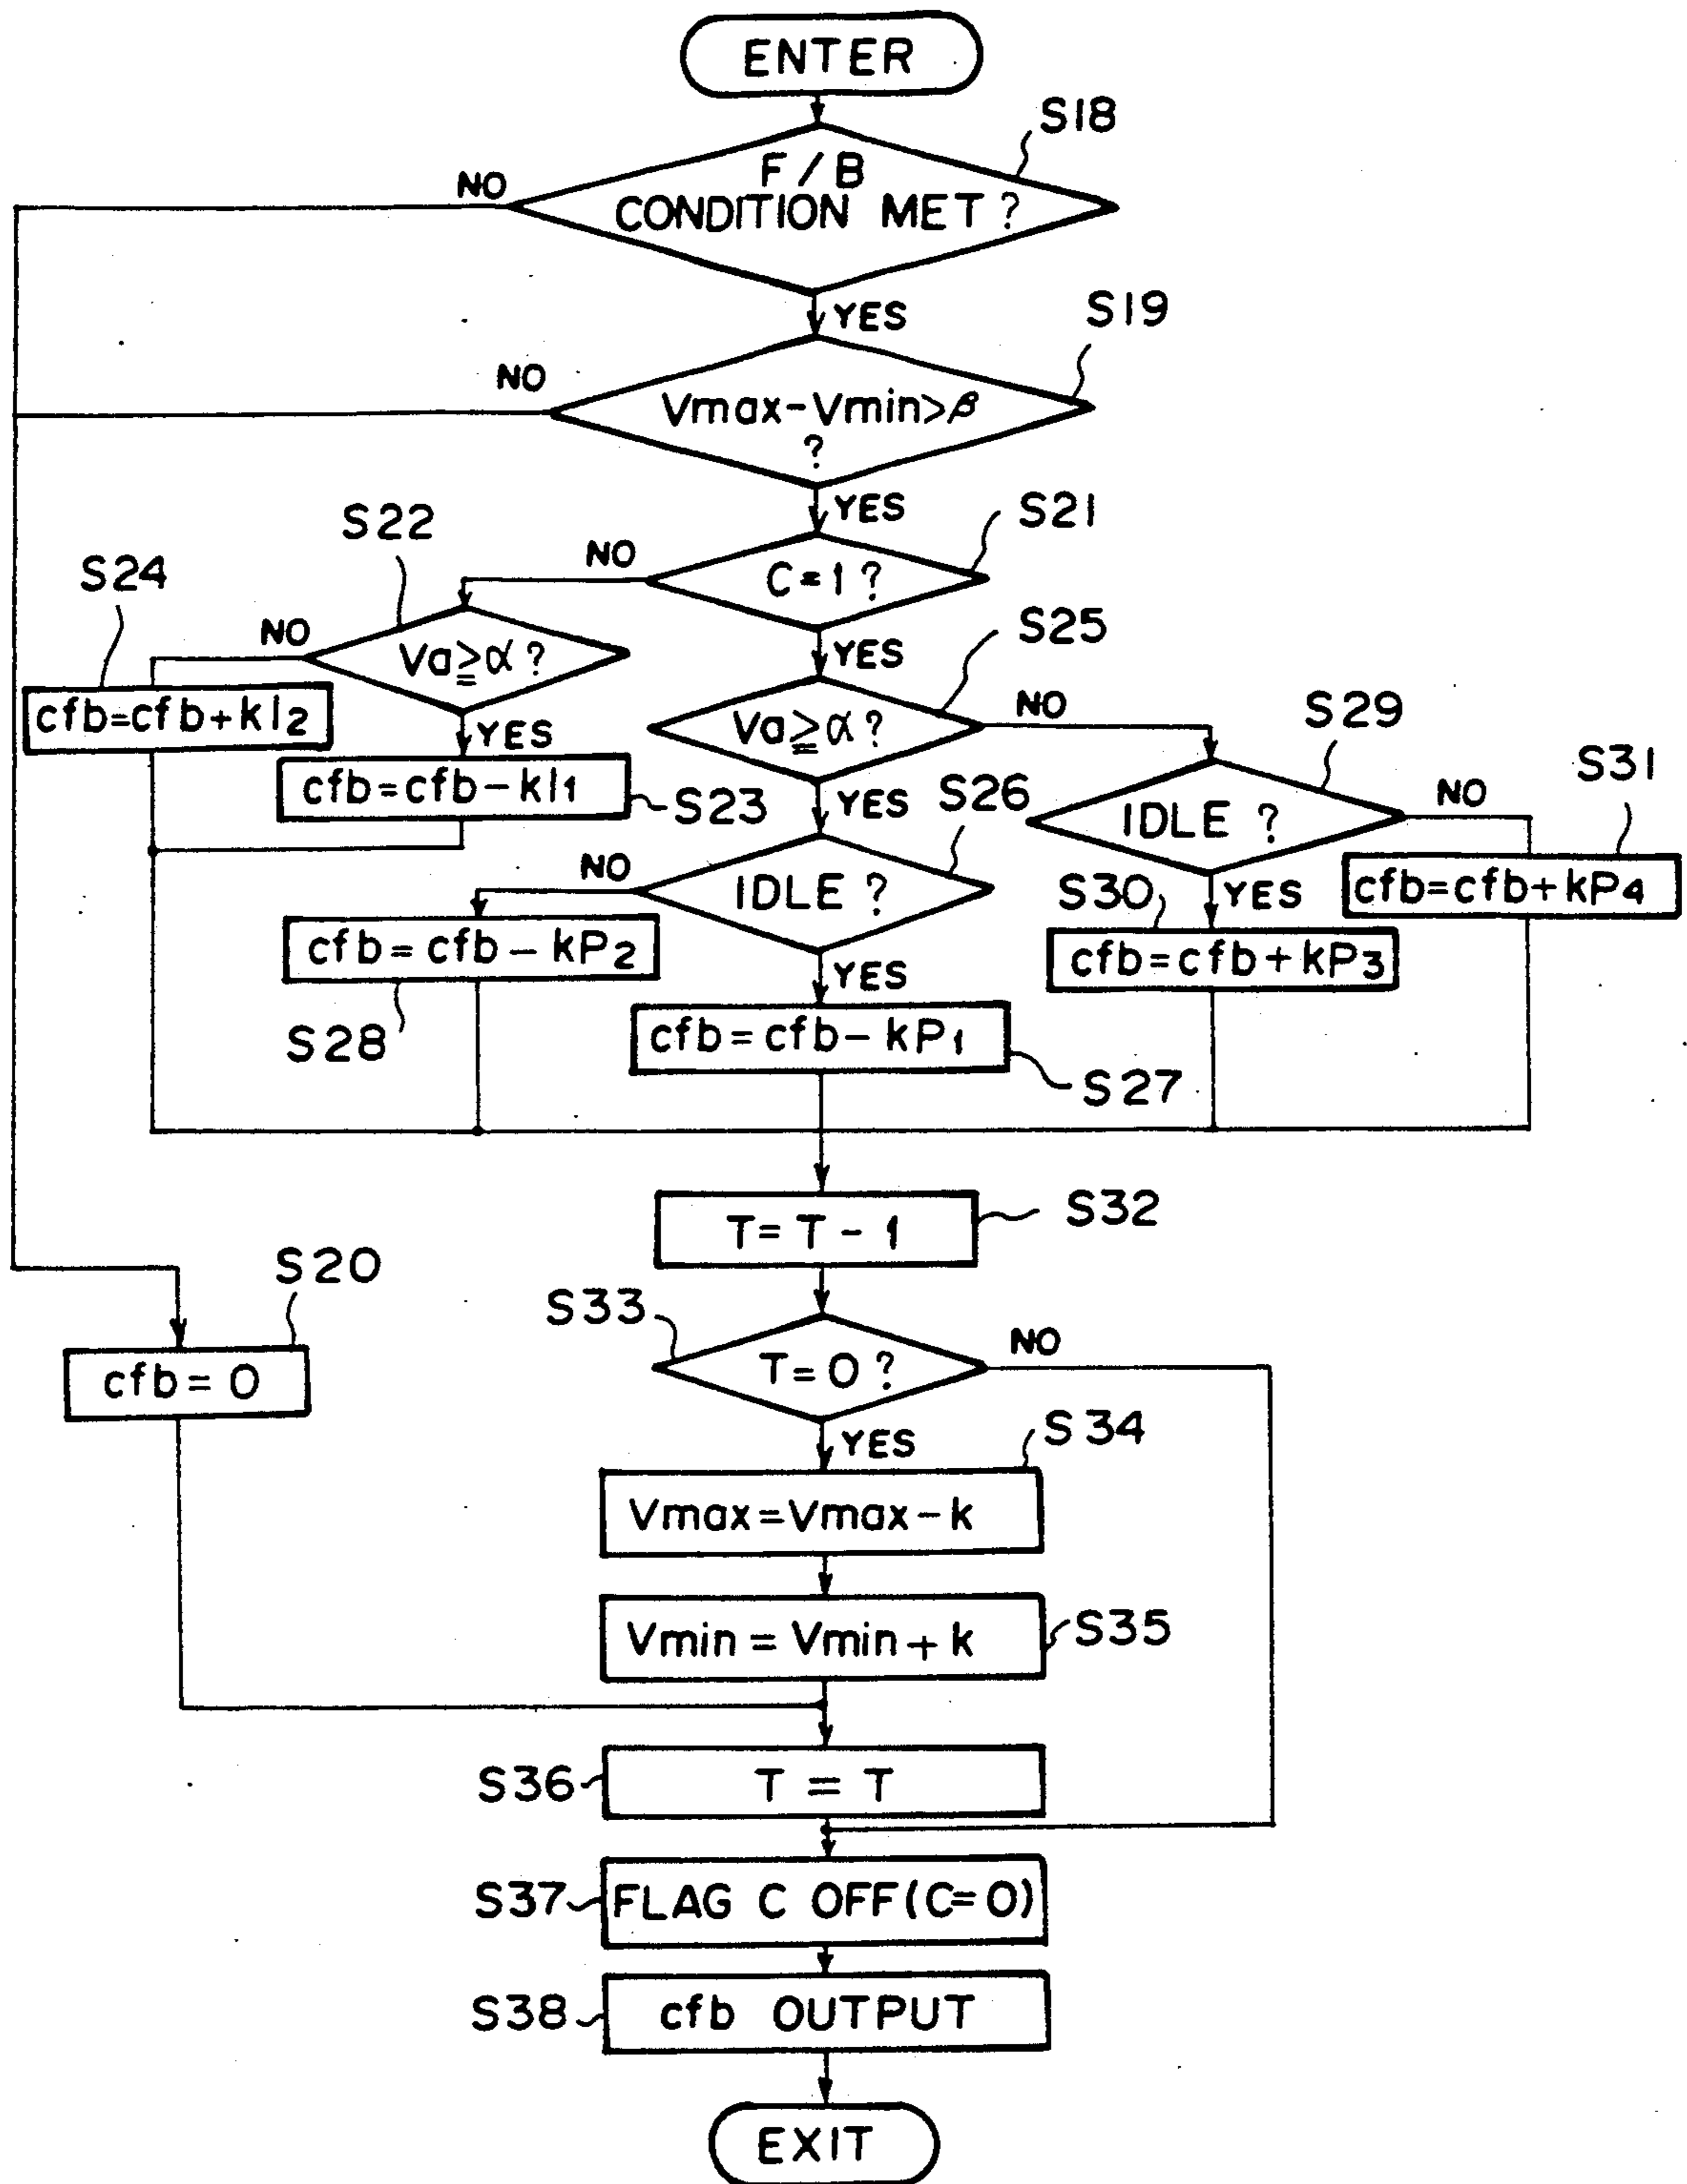 ENTER
S18
F/B
CONDITION MET?
NO
YES
S19
Vmax-Vmin>β
?
NO
YES
S21
C=1?
NO
YES
S22
Va≧α?
NO
YES
S24
cfb=cfb+kI2
cfb=cfb-kI1
S23
S25
Va≧α?
NO
YES
S26
IDLE ?
NO
YES
S29
IDLE ?
NO
YES
S31
cfb=cfb+kP4
S30
cfb=cfb+kP3
cfb=cfb-kP2
S28
cfb=cfb-kP1
S27
T=T-1
S32
S20
cfb=0
S33
T=0?
NO
YES
S34
Vmax=Vmax-k
Vmin=Vmin+k
S35
S36
T=T
S37
FLAG C OFF(C=0)
S38
cfb OUTPUT
EXIT